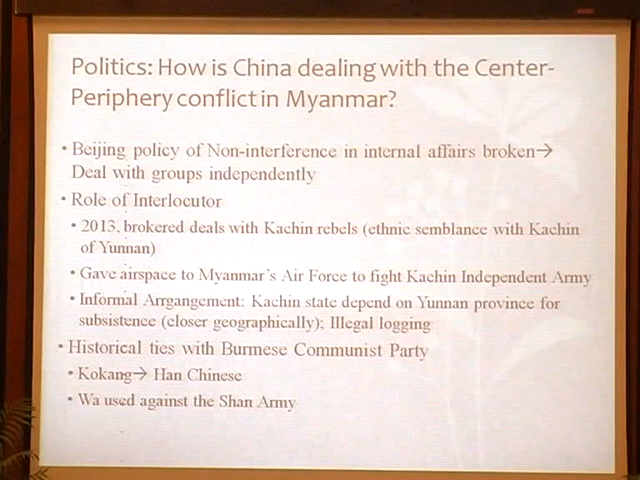 Politics: How is China dealing with the Center-
Periphery conflict in Myanmar?
• Beijing policy of Non-interference in internal affairs broken→
Deal with groups independently
• Role of Interlocutor
• 2013, brokered deals with Kachin rebels (ethnic semblance with Kachin
of Yunnan)
• Gave airspace to Myanmar's Air Force to fight Kachin Independent Army
• Informal Arrgangement: Kachin state depend on Yunnan province for
subsistence (closer geographically); Illegal logging
• Historical ties with Burmese Communist Party
• Kokang→ Han Chinese
• Wa used against the Shan Army